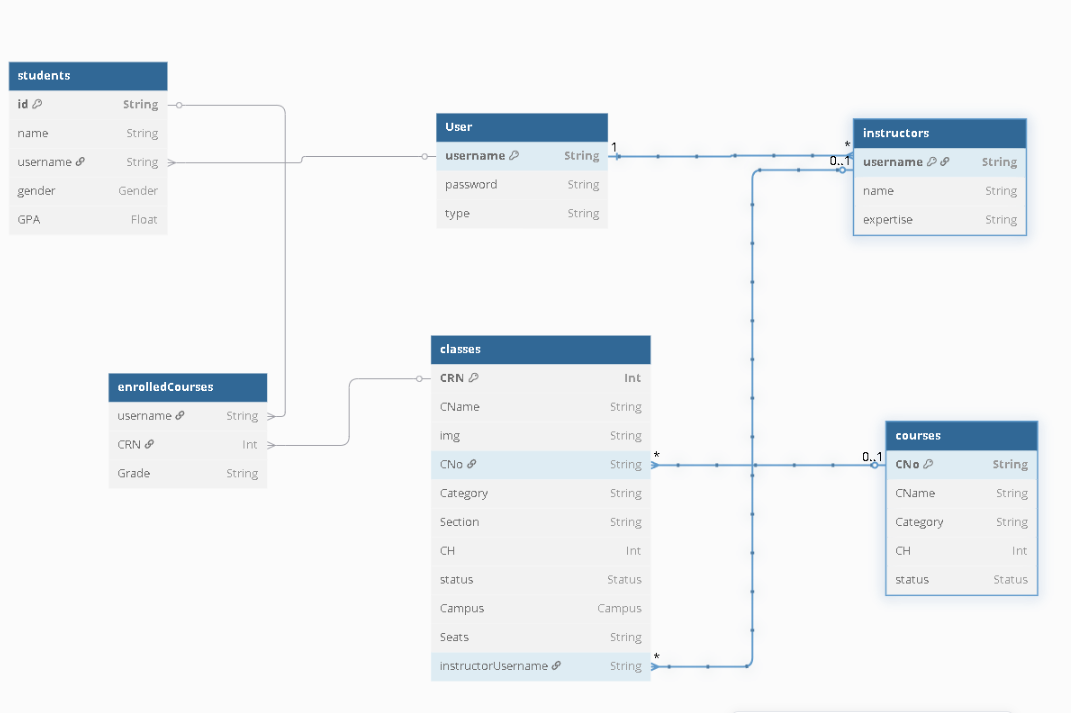 students
id String
name String
username String
gender Gender
GPA Float
User
username String
password String
type String
1
*
0..1
instructors
username String
name String
expertise String
enrolledCourses
username String
CRN Int
Grade String
classes
CRN Int
CName String
img String
CNo String
Category String
Section String
CH Int
status Status
Campus Campus
Seats String
instructorUsername String
*
0..1
*
courses
CNo String
CName String
Category String
CH Int
status Status